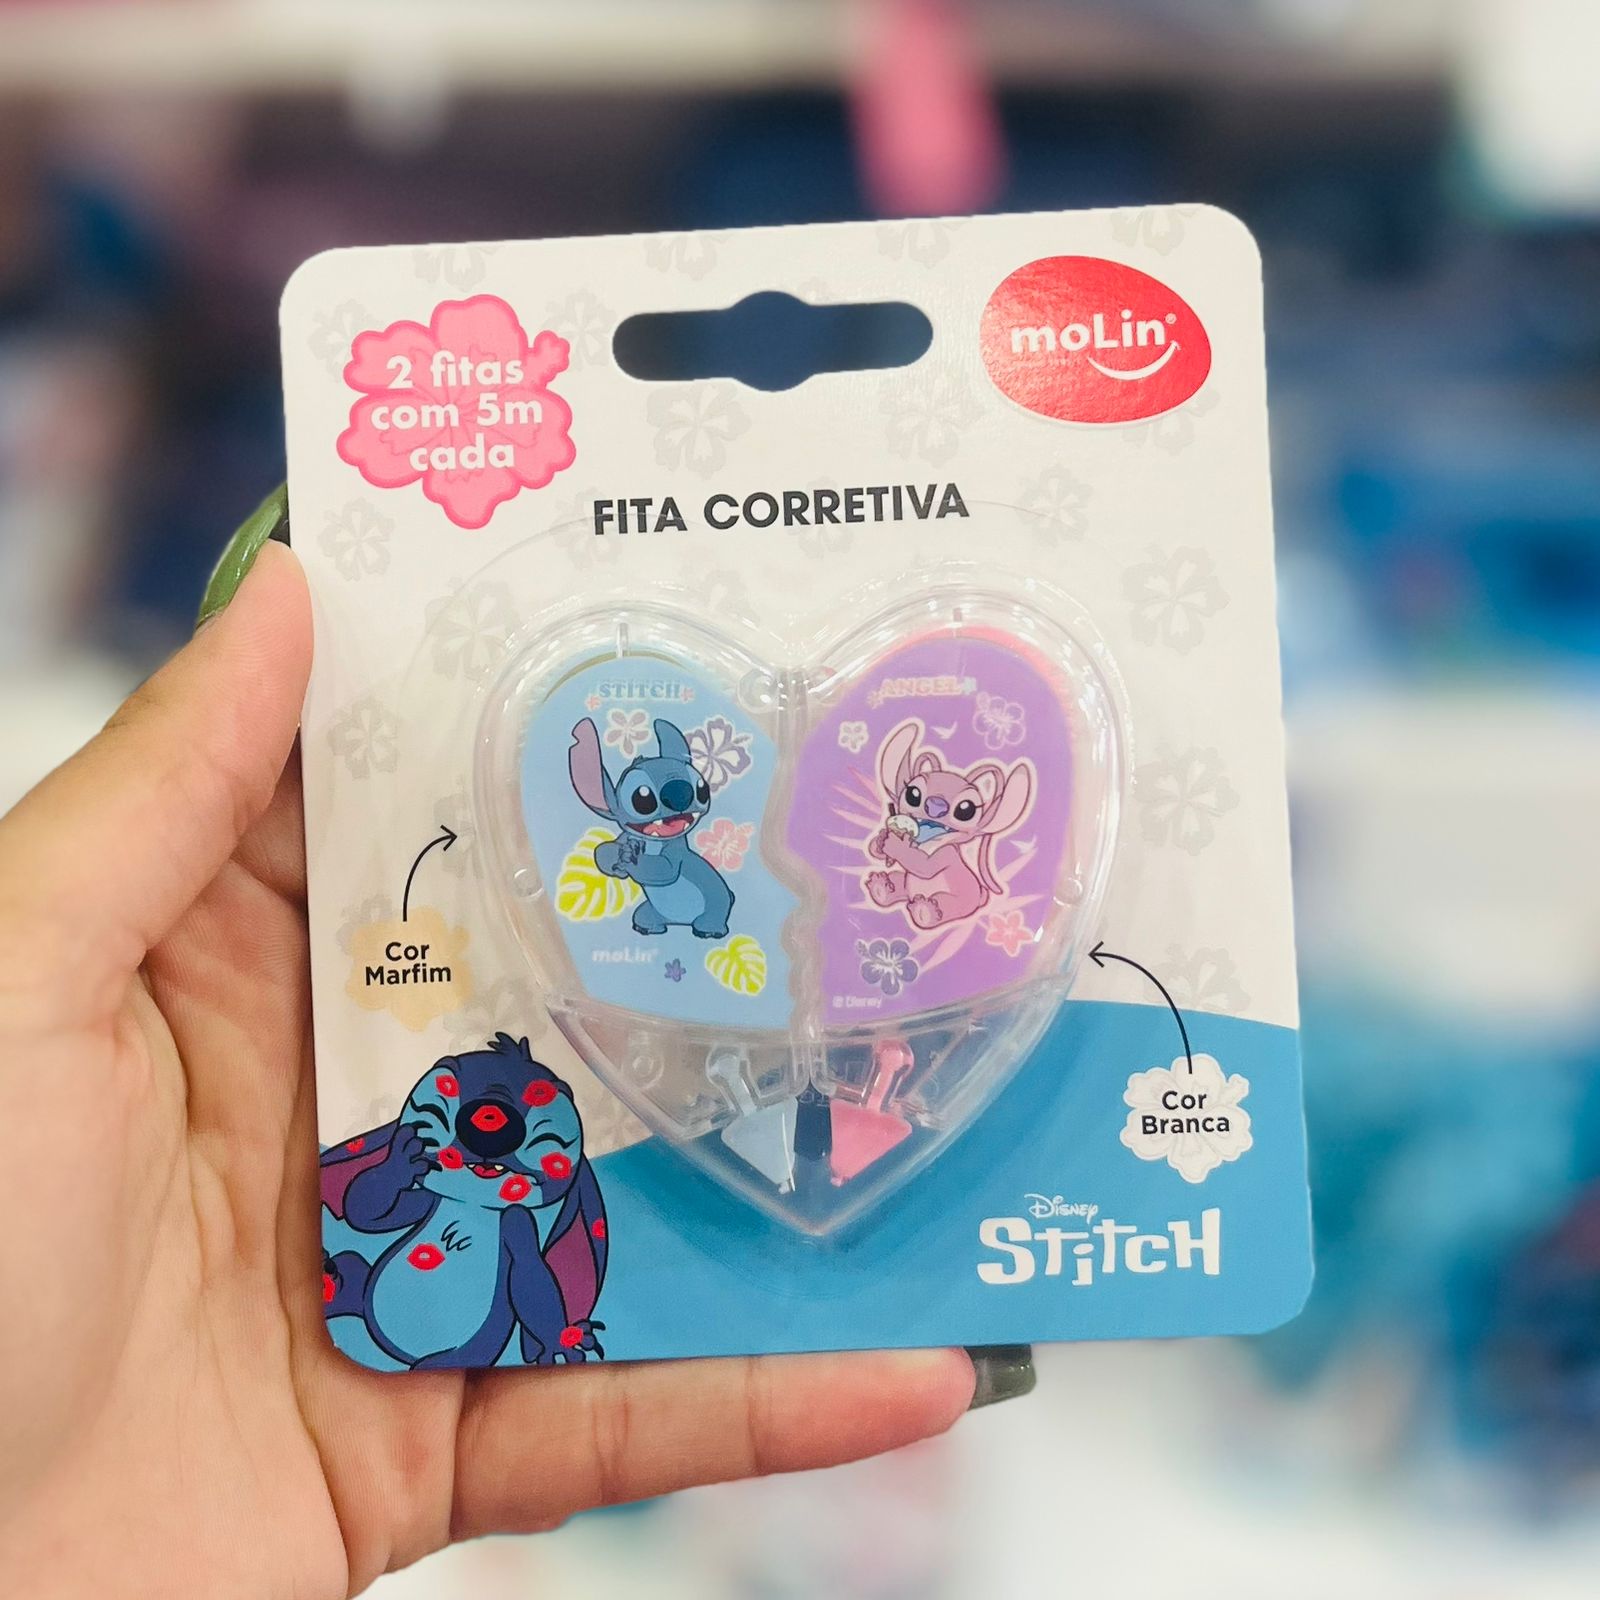 2 fitas
com 5m
cada
moLin®
FITA CORRETIVA
STITCH
ANGEL
moLin®
© Disney
Cor
Marfim
Cor
Branca
Disney
Stitch